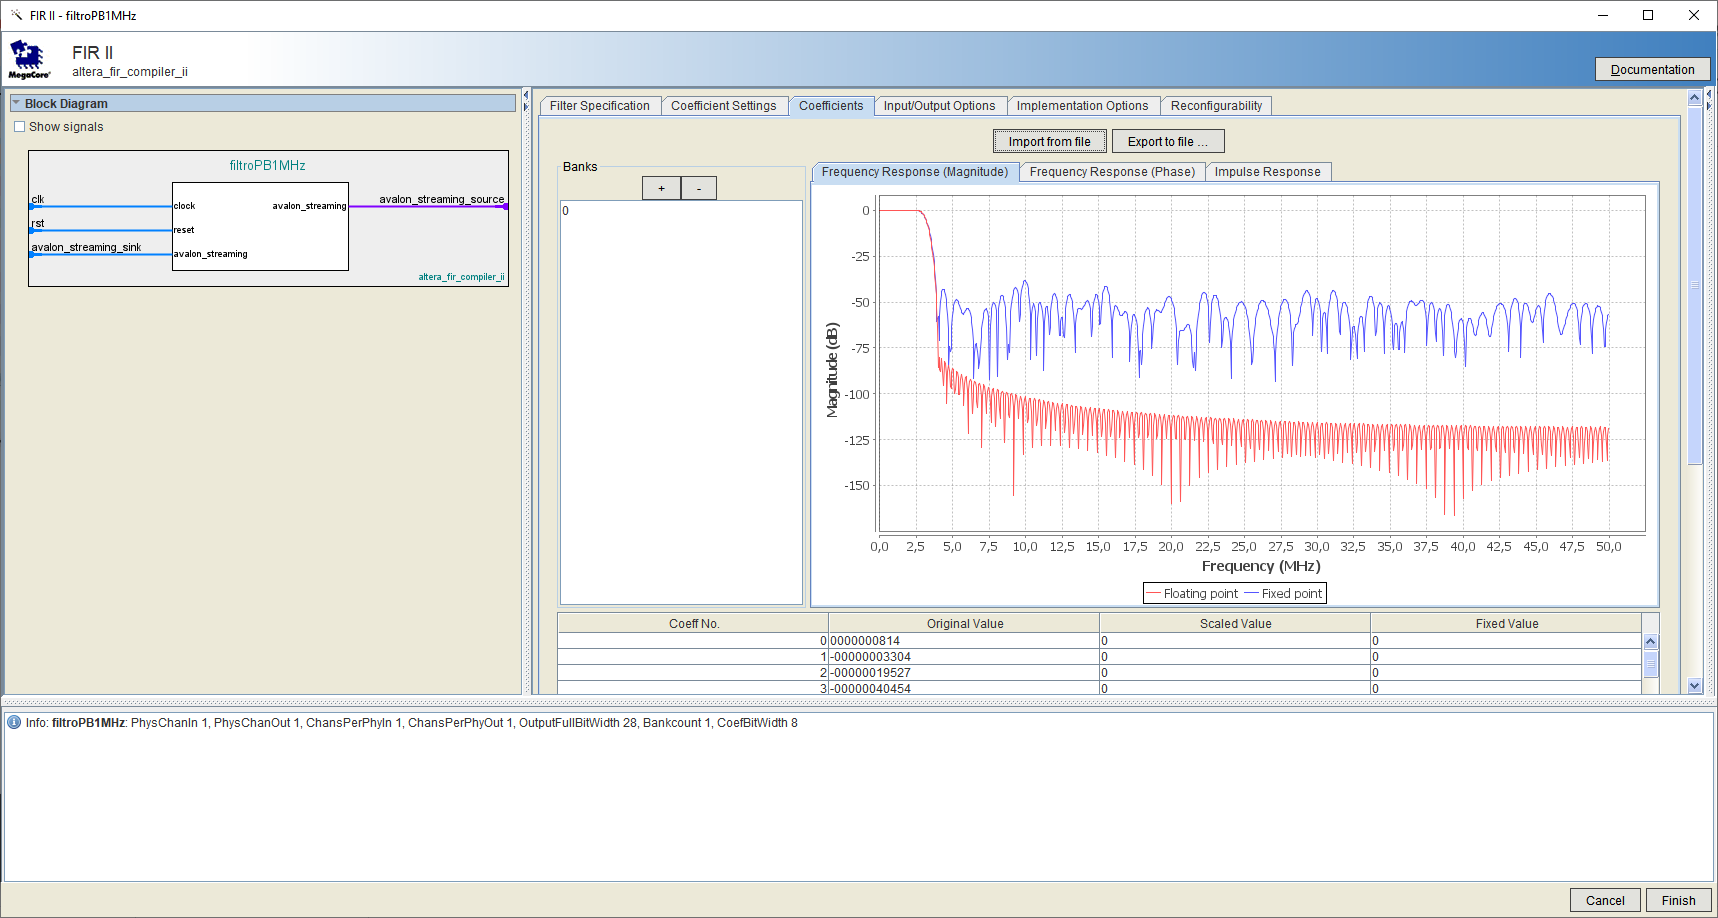 FIR II - filtroPB1MHz
MegaCore®
FIR II
altera_fir_compiler_ii
Documentation
Block Diagram
Show signals
filtroPB1MHz
clk
clock
avalon_streaming
avalon_streaming_source
rst
reset
avalon_streaming_sink
avalon_streaming
altera_fir_compiler_ii
Filter Specification
Coefficient Settings
Coefficients
Input/Output Options
Implementation Options
Reconfigurability
Import from file
Export to file ...
Banks
+
-
0
Frequency Response (Magnitude)
Frequency Response (Phase)
Impulse Response
Magnitude (dB)
0
-25
-50
-75
-100
-125
-150
0,0 2,5 5,0 7,5 10,0 12,5 15,0 17,5 20,0 22,5 25,0 27,5 30,0 32,5 35,0 37,5 40,0 42,5 45,0 47,5 50,0
Frequency (MHz)
Floating point Fixed point
Coeff No. Original Value Scaled Value Fixed Value
0 0000000814 0 0
1 -00000003304 0 0
2 -00000019527 0 0
3 -00000040454 0 0
Info: filtroPB1MHz: PhysChanIn 1, PhysChanOut 1, ChansPerPhyIn 1, ChansPerPhyOut 1, OutputFullBitWidth 28, Bankcount 1, CoefBitWidth 8
Cancel
Finish